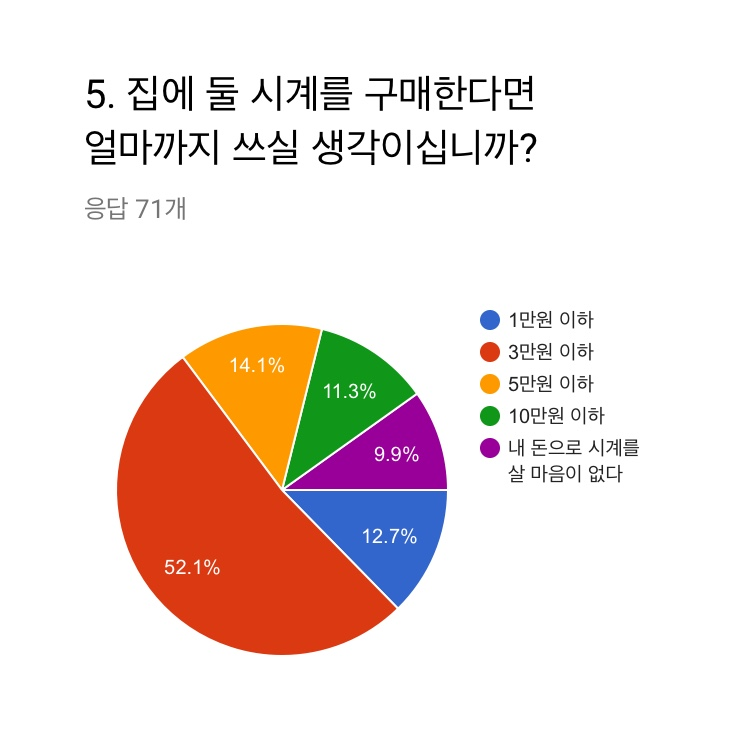 5. 집에 둘 시계를 구매한다면
얼마까지 쓰실 생각이십니까?
응답 71개
1만원 이하
3만원 이하
5만원 이하
10만원 이하
내 돈으로 시계를
살 마음이 없다
14.1%
11.3%
9.9%
12.7%
52.1%